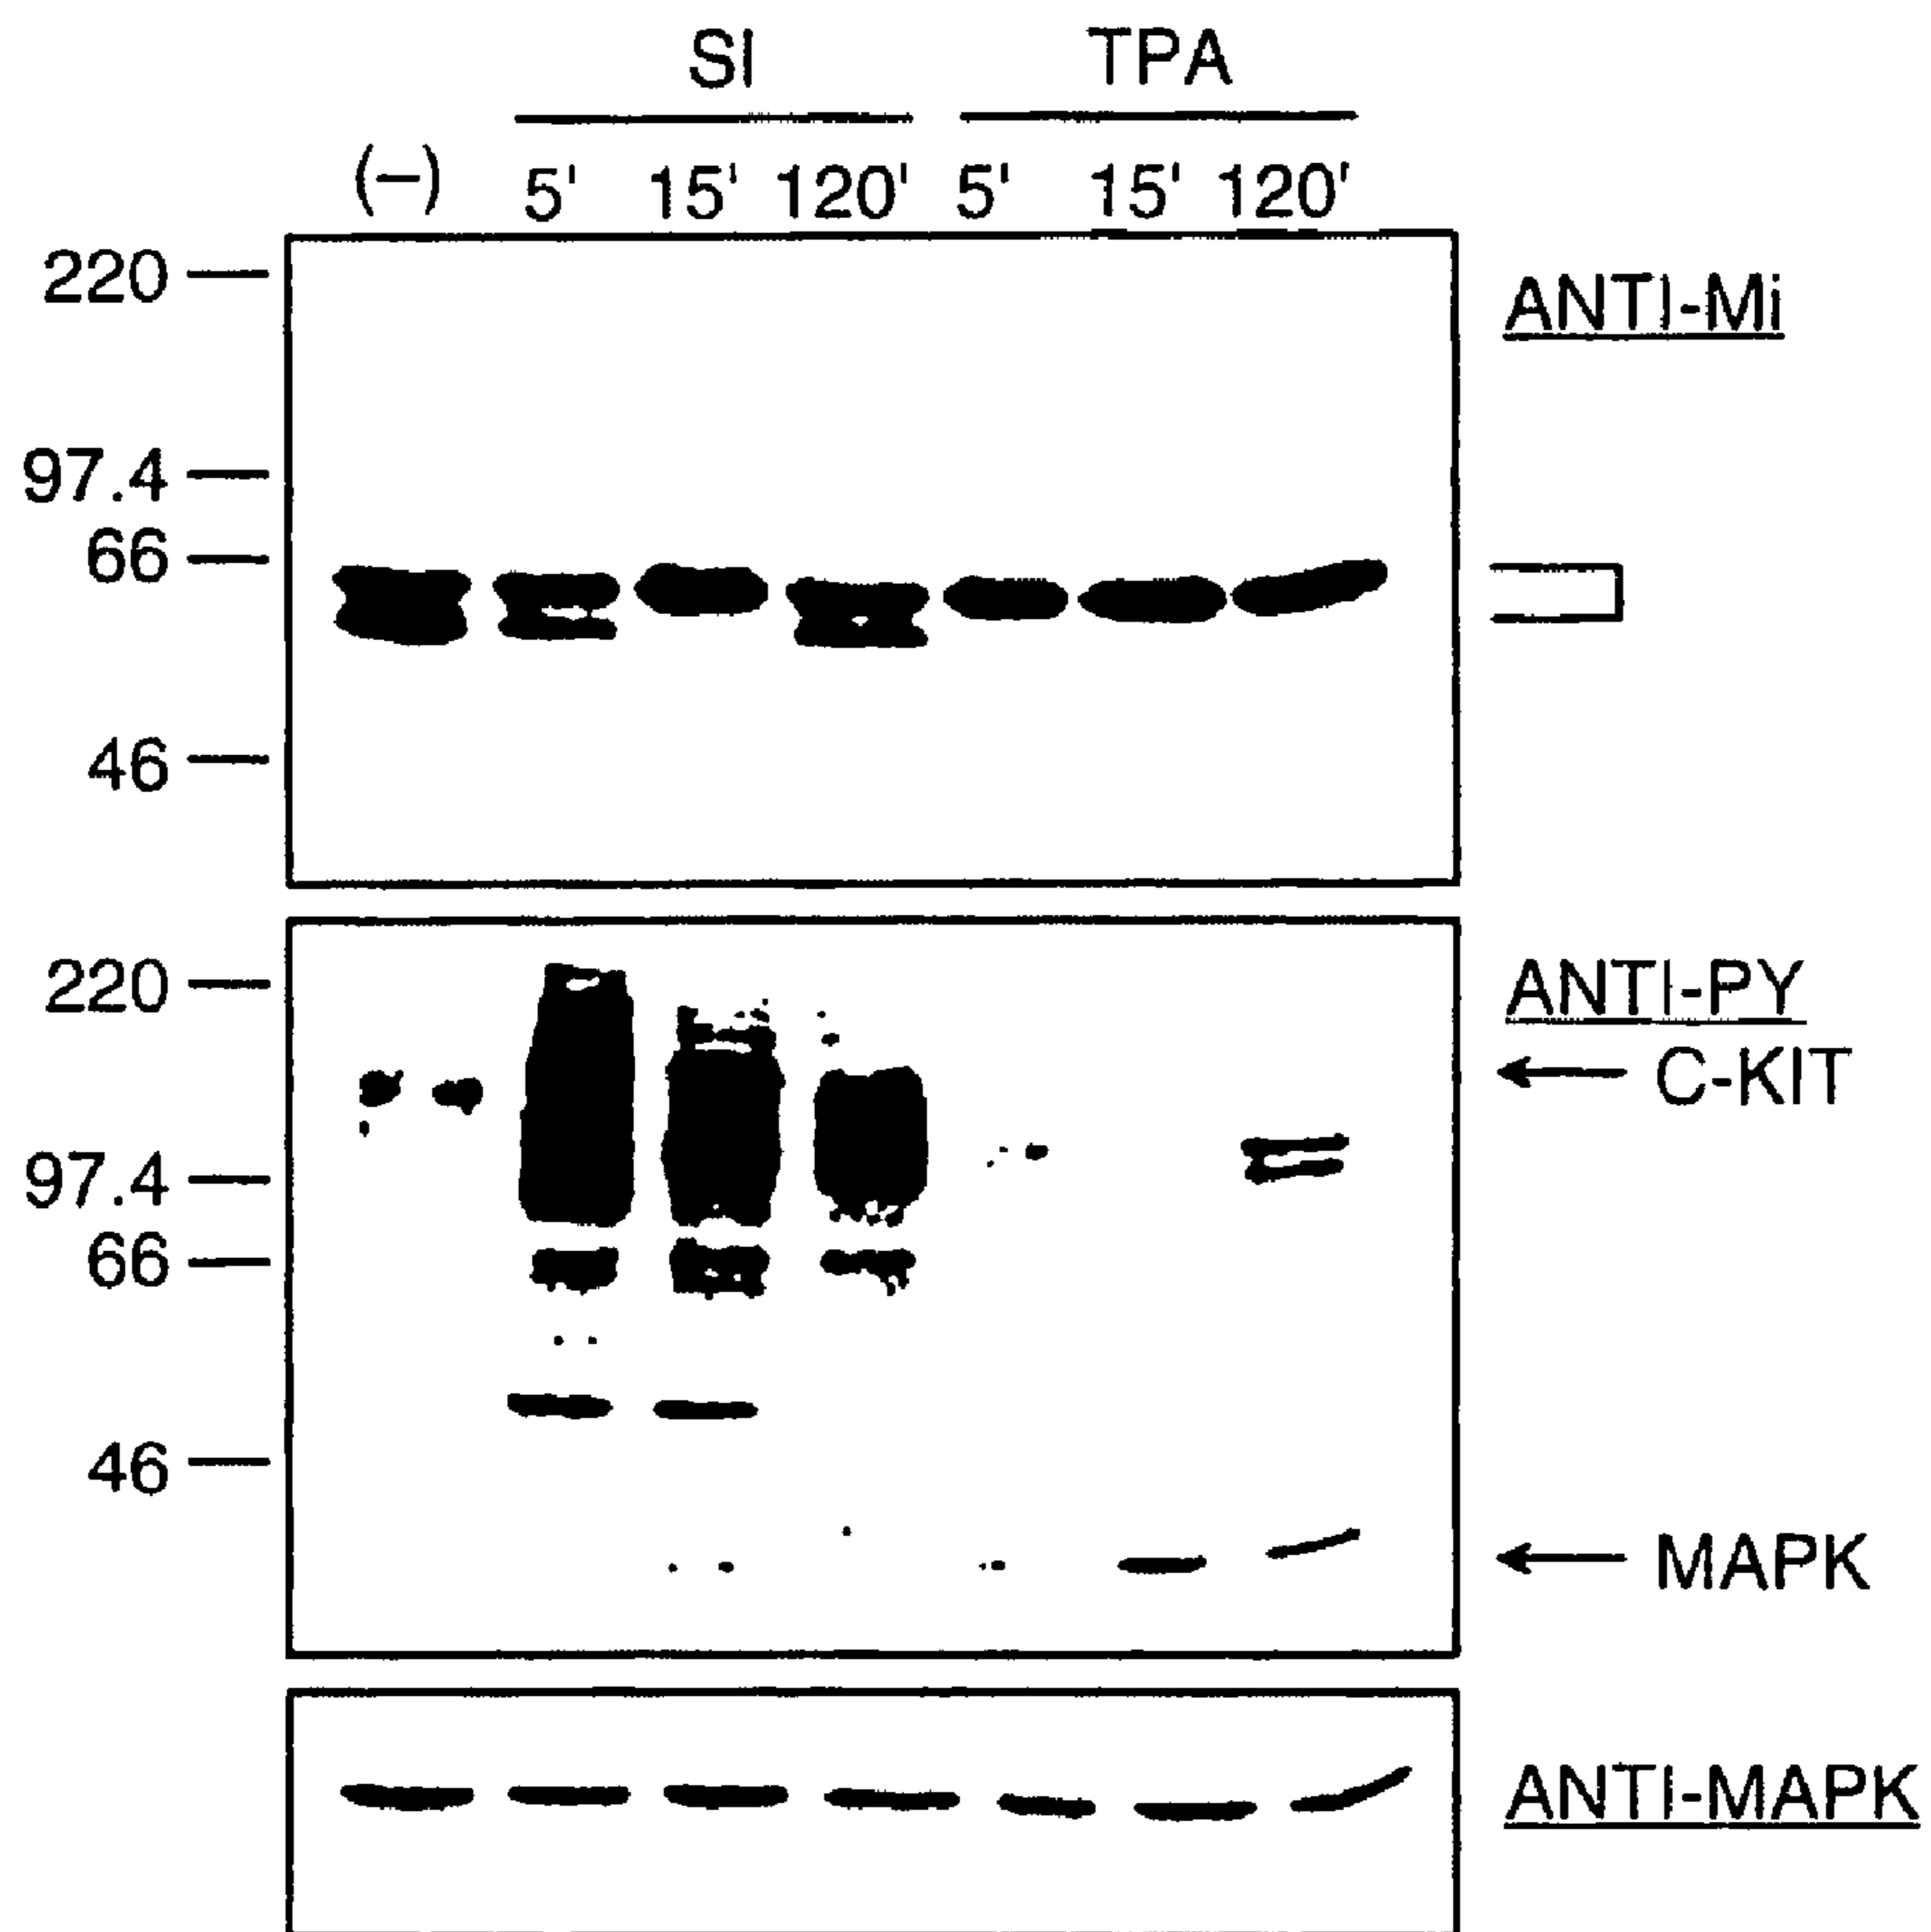 Sl TPA
(–) 5' 15' 120' 5' 15' 120'
220
ANTI-Mi
97.4
66
46
220
ANTI-PY
C-KIT
97.4
66
46
MAPK
ANTI-MAPK